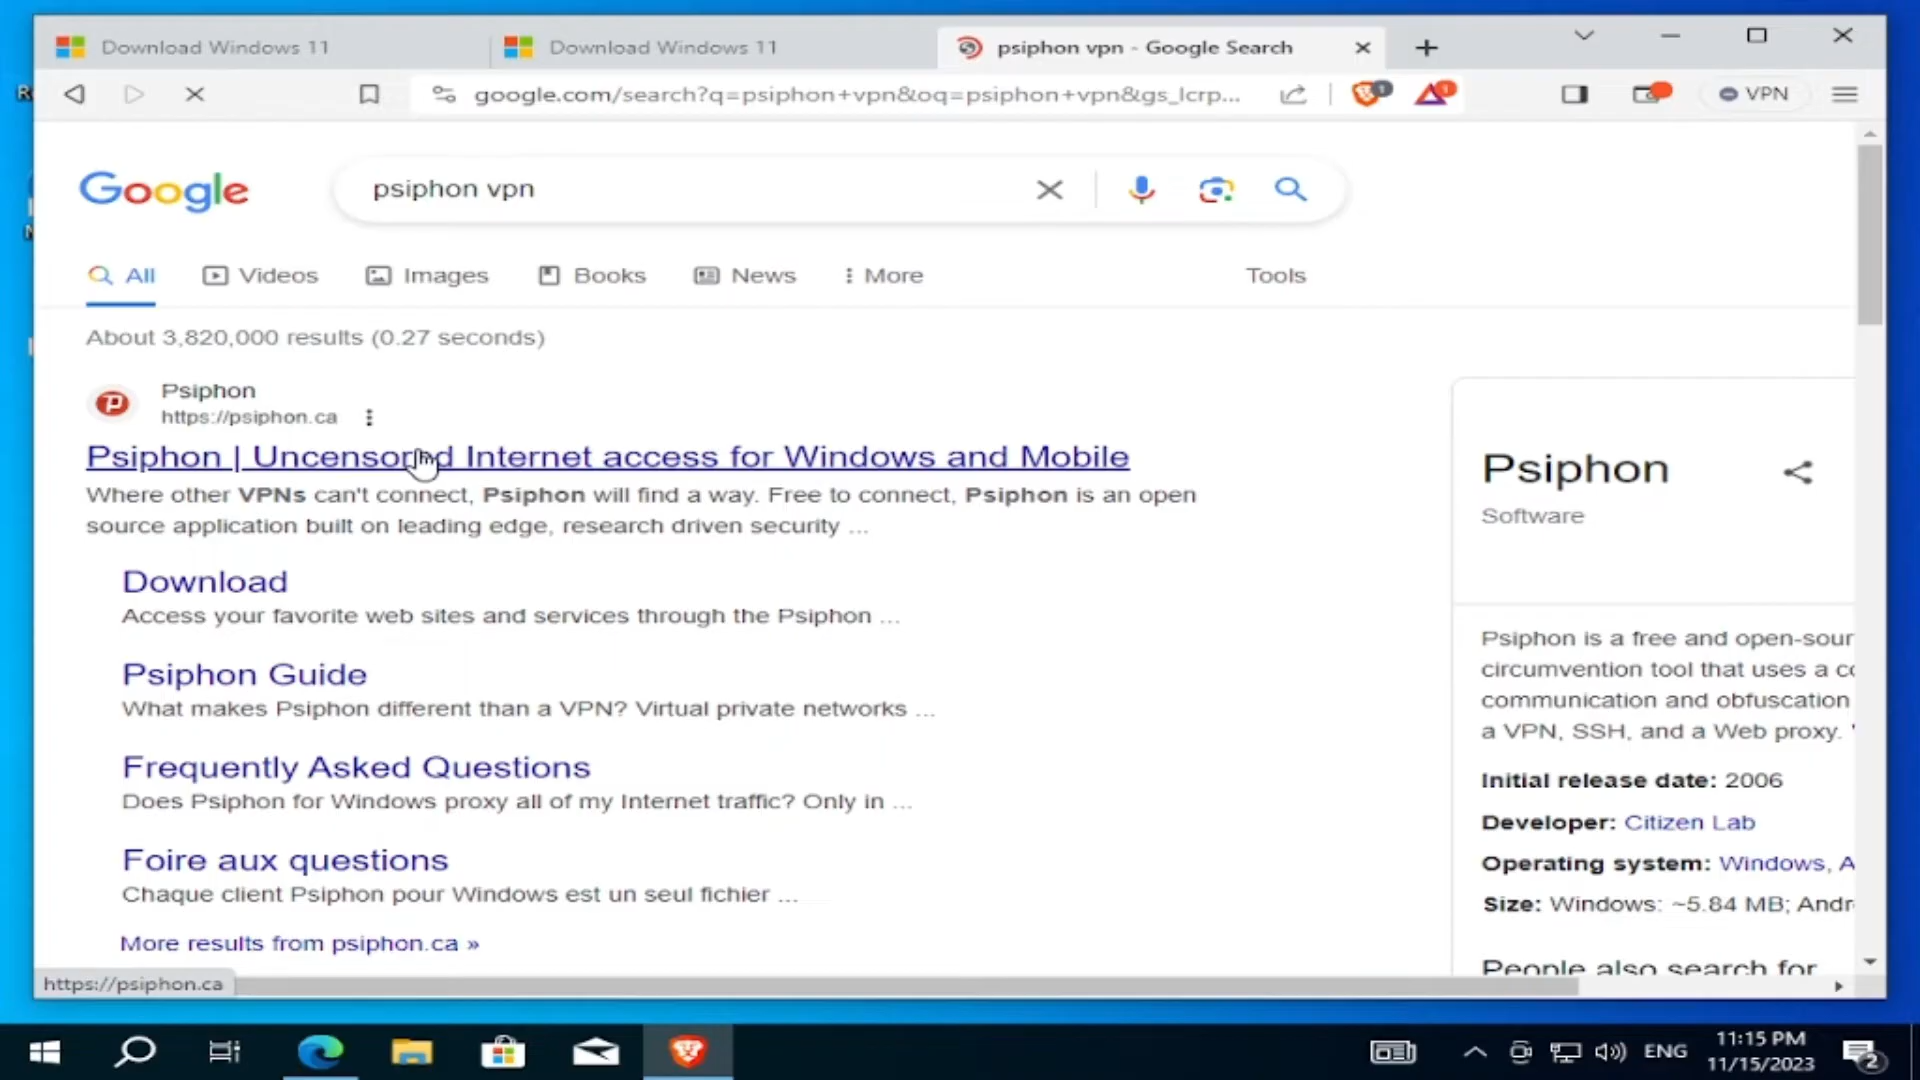 Download Windows 11
Download Windows 11
psiphon vpn - Google Search
google.com/search?q=psiphon+vpn&oq=psiphon+vpn&gs_lcrp...
1
1
VPN
Google
psiphon vpn
All
Videos
Images
Books
News
More
Tools
About 3,820,000 results (0.27 seconds)
Psiphon
https://psiphon.ca
Psiphon | Uncensored Internet access for Windows and Mobile
Where other VPNs can't connect, Psiphon will find a way. Free to connect, Psiphon is an open
source application built on leading edge, research driven security ...
Download
Access your favorite web sites and services through the Psiphon ...
Psiphon Guide
What makes Psiphon different than a VPN? Virtual private networks ...
Frequently Asked Questions
Does Psiphon for Windows proxy all of my Internet traffic? Only in ...
Foire aux questions
Chaque client Psiphon pour Windows est un seul fichier ...
More results from psiphon.ca »
Psiphon
Software
Psiphon is a free and open-sour
circumvention tool that uses a co
communication and obfuscation
a VPN, SSH, and a Web proxy.
Initial release date: 2006
Developer: Citizen Lab
Operating system: Windows, A
Size: Windows: ~5.84 MB; Andr
People also search for
https://psiphon.ca
ENG
11:15 PM
11/15/2023
2